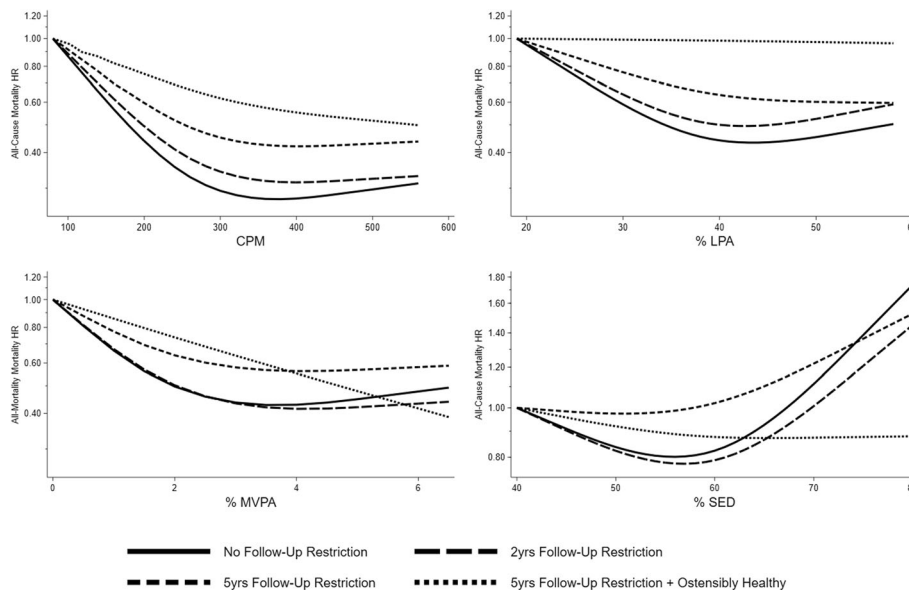 1.20
1.00
0.80
0.60
0.40
All-Cause Mortality HR
100 200 300 400 500 600
CPM
1.20
1.00
0.80
0.60
0.40
All-Cause Mortality HR
20 30 40 50
% LPA
1.20
1.00
0.80
0.60
0.40
All-Mortality Mortality HR
0 2 4 6
% MVPA
1.80
1.60
1.40
1.20
1.00
0.80
All-Cause Mortality HR
40 50 60 70
% SED
No Follow-Up Restriction
2yrs Follow-Up Restriction
5yrs Follow-Up Restriction
5yrs Follow-Up Restriction + Ostensibly Healthy